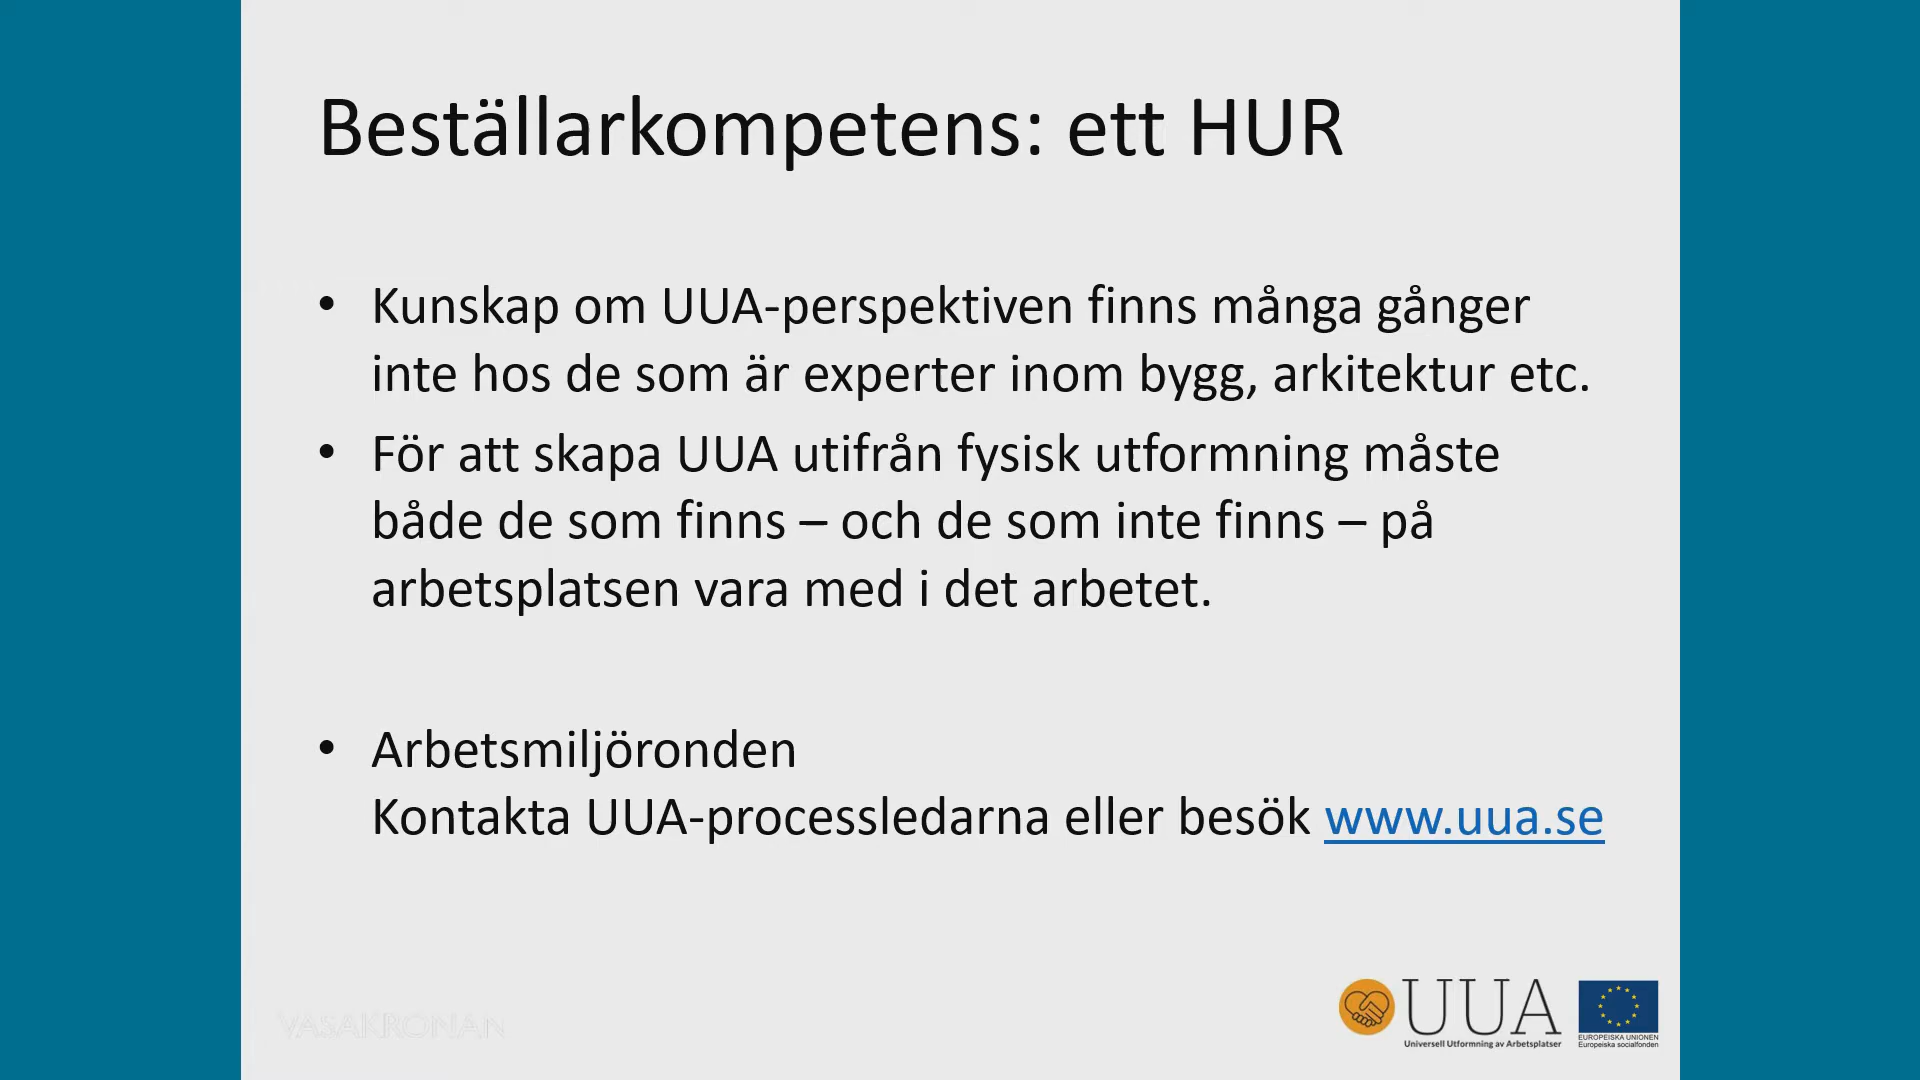 Beställarkompetens: ett HUR
• Kunskap om UUA-perspektiven finns många gånger
inte hos de som är experter inom bygg, arkitektur etc.
• För att skapa UUA utifrån fysisk utformning måste
både de som finns – och de som inte finns – på
arbetsplatsen vara med i det arbetet.
• Arbetsmiljöronden
Kontakta UUA-processledarna eller besök www.uua.se
VASAKRONAN
UUA
Universell Utformning av Arbetsplatser
EUROPEISKA UNIONEN
Europeiska socialfonden